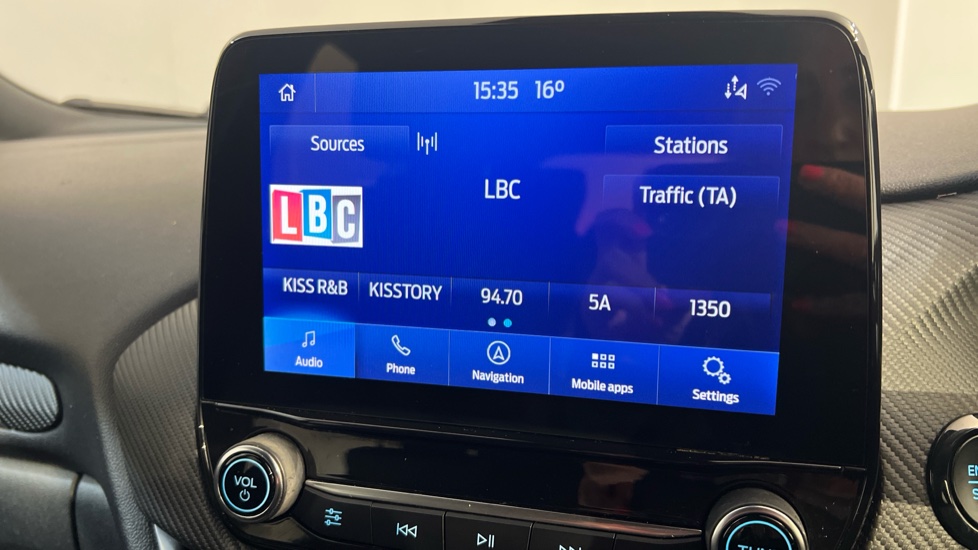 15:35 16°
Sources
Stations
LBC
LBC
Traffic (TA)
KISS R&B KISSTORY 94.70 5A 1350
Audio Phone Navigation Mobile apps Settings
VOL